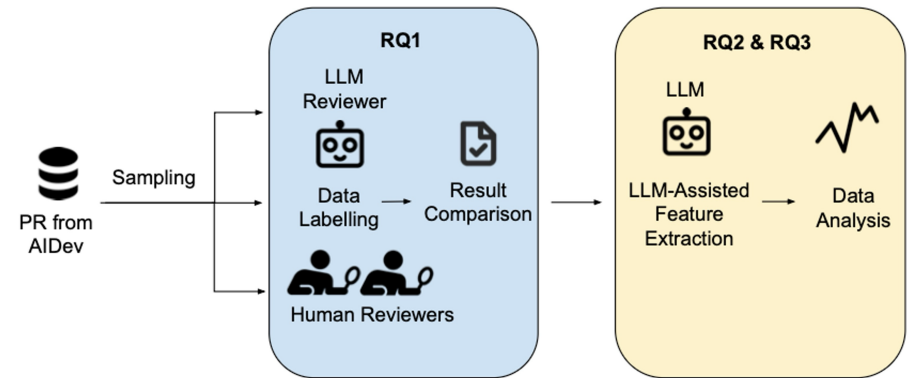 PR from
AIDev
Sampling
RQ1
LLM
Reviewer
Data
Labelling
Result
Comparison
Human Reviewers
RQ2 & RQ3
LLM
LLM-Assisted
Feature
Extraction
Data
Analysis